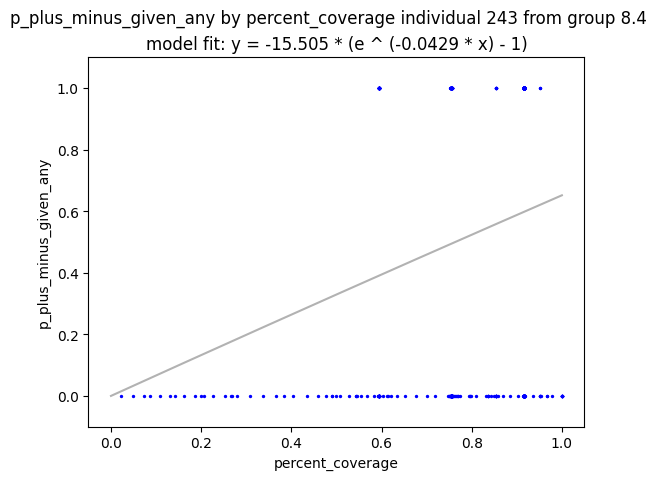 p_plus_minus_given_any by percent_coverage individual 243 from group 8.4
model fit: y = -15.505 * (e ^ (-0.0429 * x) - 1)
1.0
0.8
0.6
0.4
0.2
0.0
p_plus_minus_given_any
0.0 0.2 0.4 0.6 0.8 1.0
percent_coverage